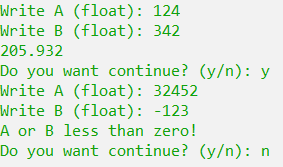 Write A (float): 124
Write B (float): 342
205.932
Do you want continue? (y/n): y
Write A (float): 32452
Write B (float): -123
A or B less than zero!
Do you want continue? (y/n): n